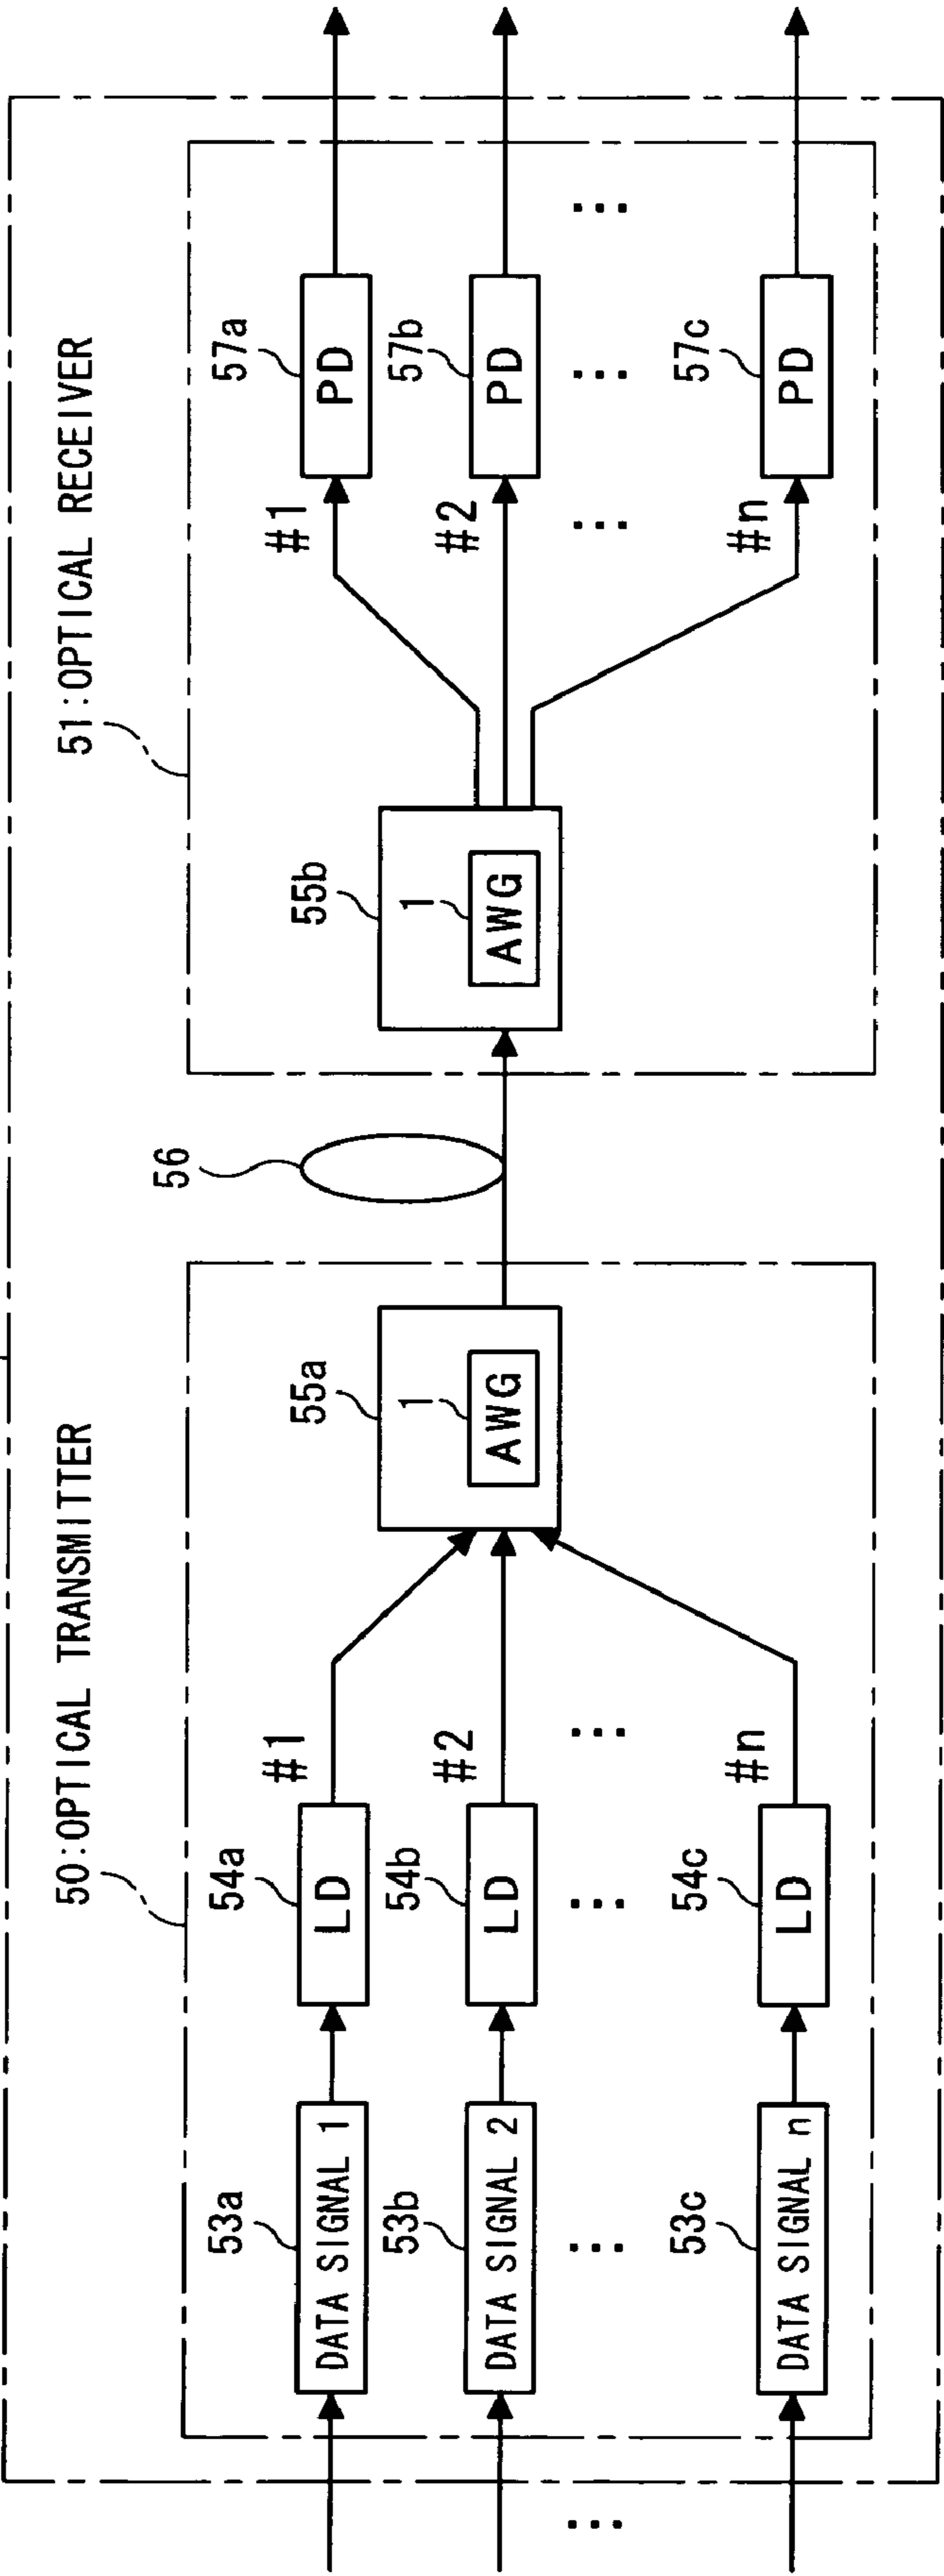 50:OPTICAL TRANSMITTER
51:OPTICAL RECEIVER
53a
DATA SIGNAL 1
54a
LD
#1
53b
DATA SIGNAL 2
54b
LD
#2
...
53c
DATA SIGNAL n
54c
LD
#n
55a
1
AWG
56
55b
1
AWG
#1
57a
PD
#2
57b
PD
#n
57c
PD